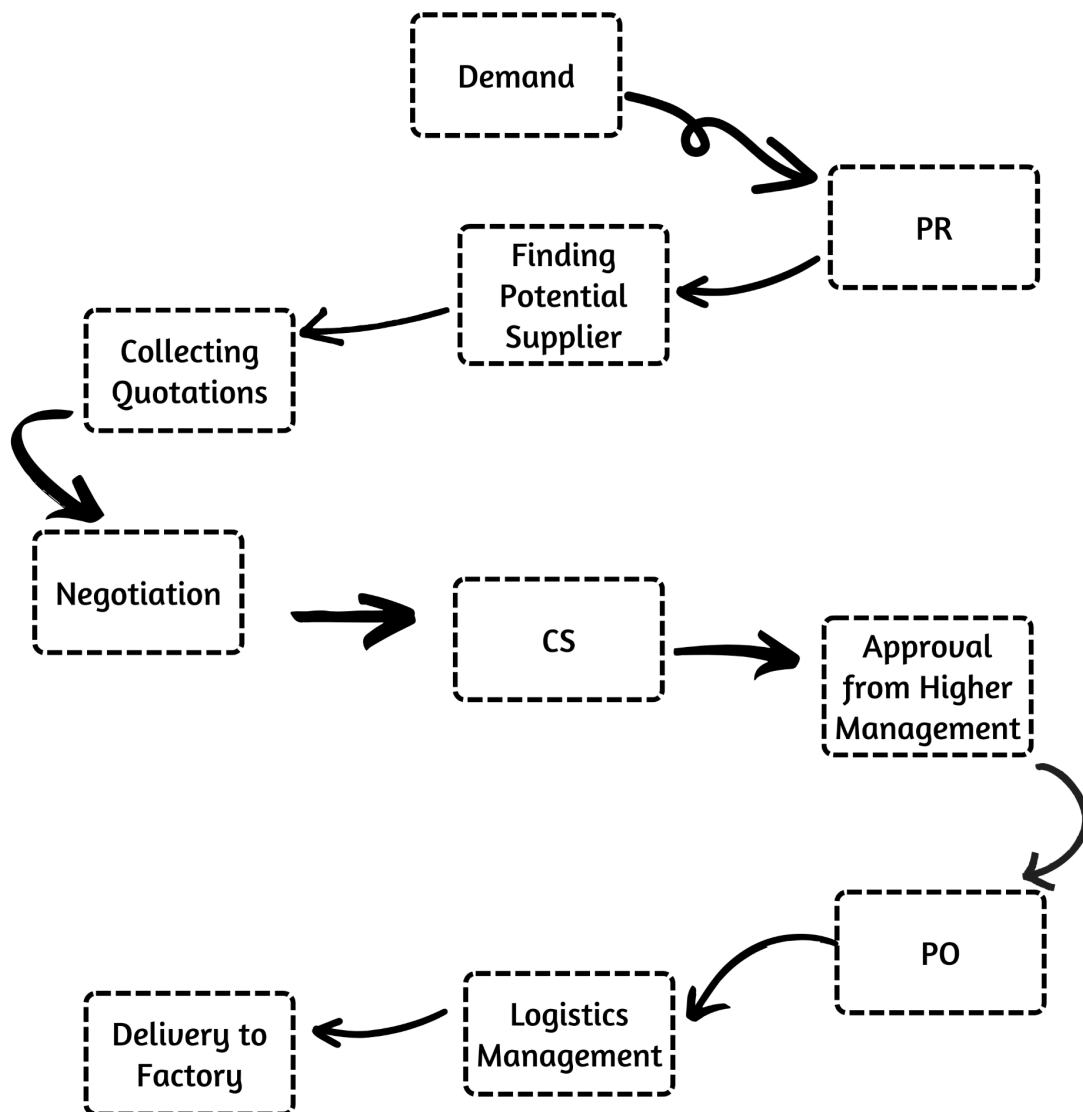 Demand
PR
Finding
Potential
Supplier
Collecting
Quotations
Negotiation
CS
Approval
from Higher
Management
PO
Logistics
Management
Delivery to
Factory